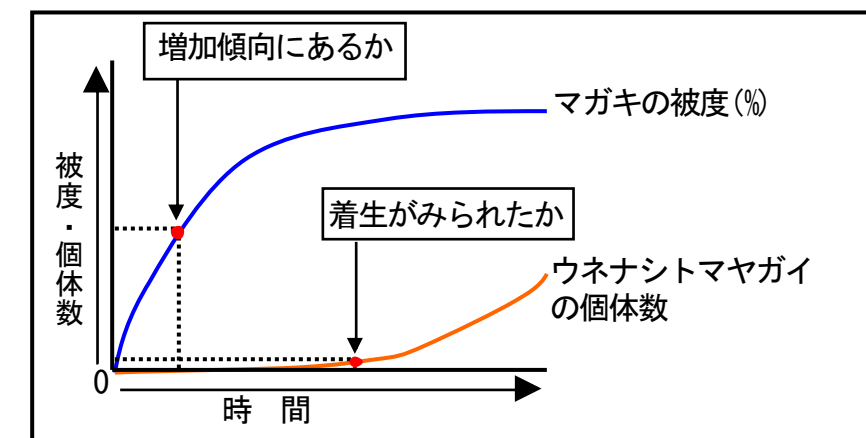 増加傾向にあるか
マガキの被度(%)
被度・個体数
着生がみられたか
ウネナシトマヤガイ
の個体数
0
時 間